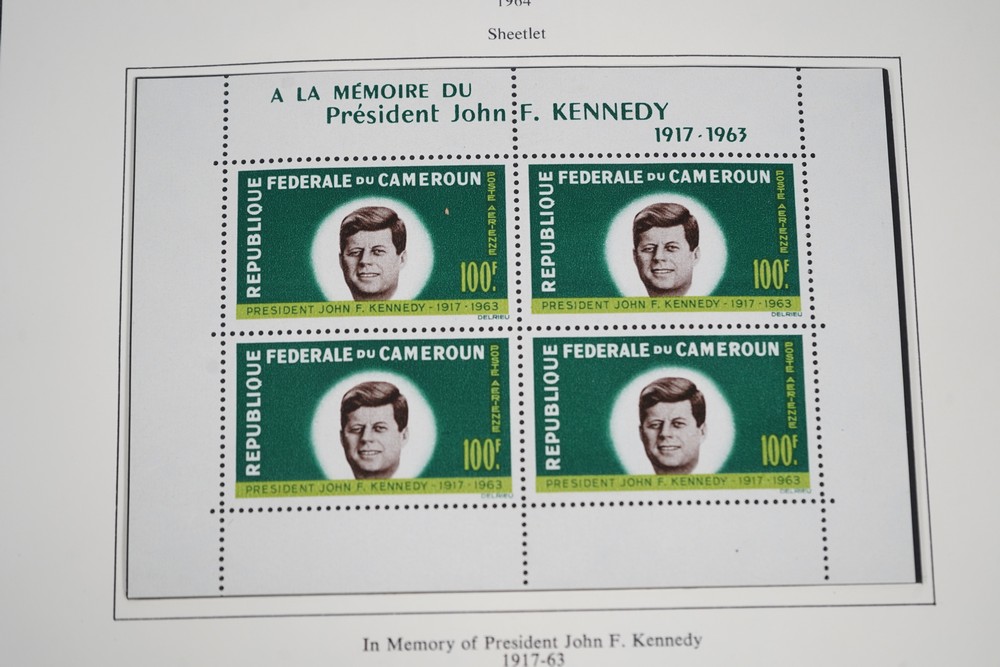 1964
Sheetlet
A LA MÉMOIRE DU
Président John F. KENNEDY
1917-1963
REPUBLIQUE
FEDERALE DU CAMEROUN
POSTE AERIENNE
100F
PRESIDENT JOHN F. KENNEDY - 1917-1963
DELRIEU
REPUBLIQUE
FEDERALE DU CAMEROUN
POSTE AERIENNE
100F
PRESIDENT JOHN F. KENNEDY - 1917-1963
DELRIEU
REPUBLIQUE
FEDERALE DU CAMEROUN
POSTE AERIENNE
100F
PRESIDENT JOHN F. KENNEDY - 1917-1963
DELRIEU
REPUBLIQUE
FEDERALE DU CAMEROUN
POSTE AERIENNE
100F
PRESIDENT JOHN F. KENNEDY - 1917-1963
DELRIEU
In Memory of President John F. Kennedy
1917-63